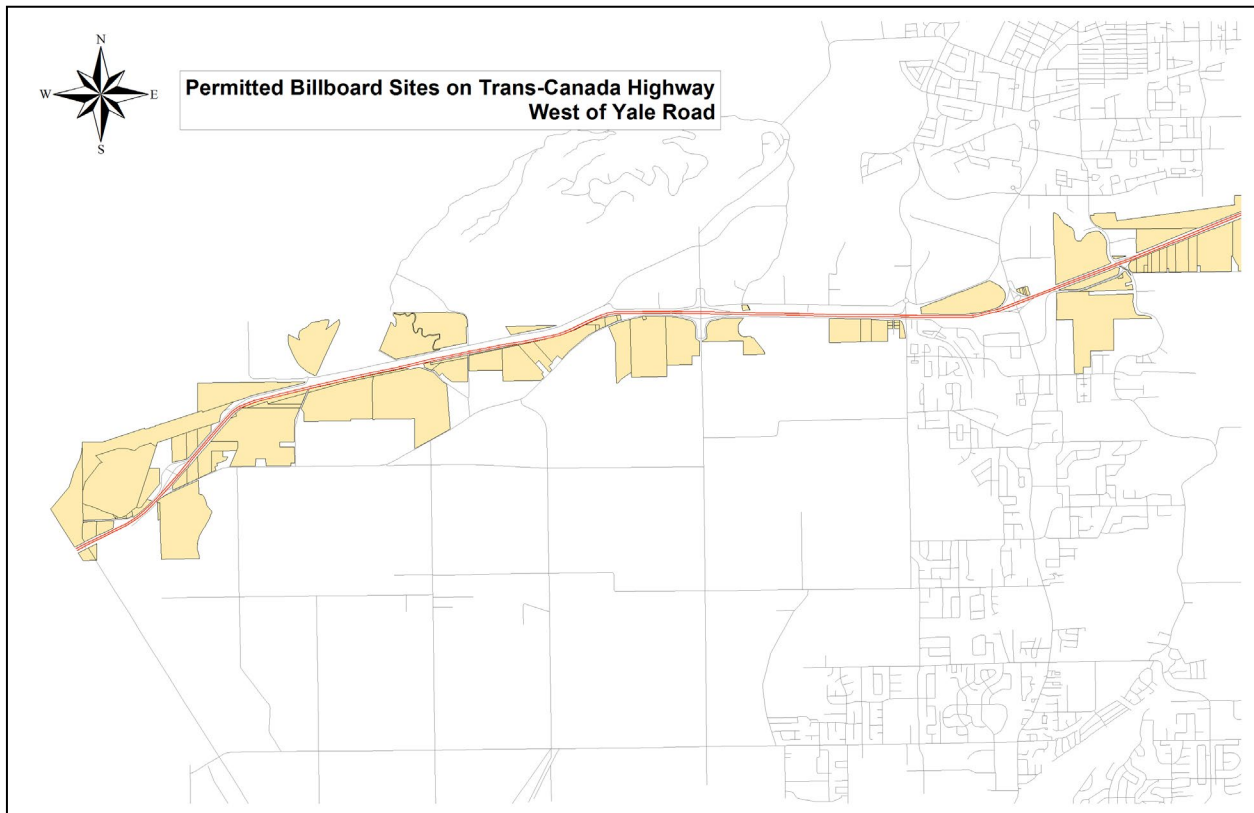 N
W E
S
Permitted Billboard Sites on Trans-Canada Highway
West of Yale Road